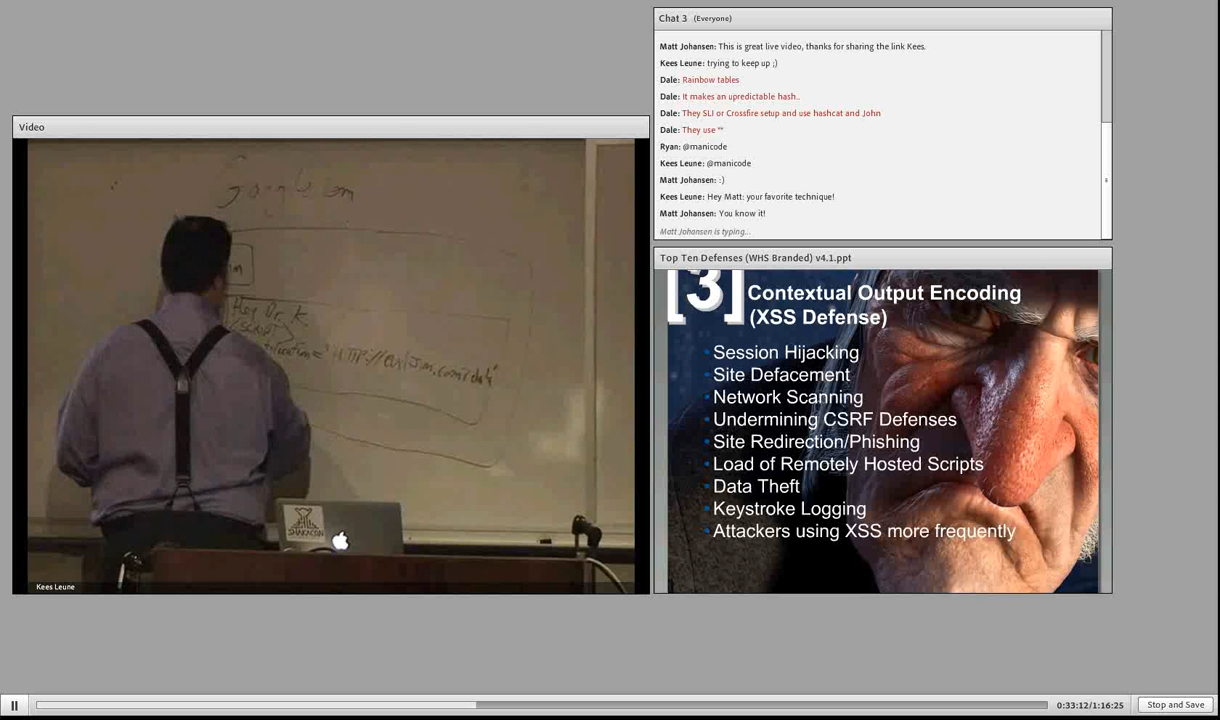 Chat 3 (Everyone)
Matt Johansen: This is great live video, thanks for sharing the link Kees.
Kees Leune: trying to keep up ;)
Dale: Rainbow tables
Dale: It makes an upredictable hash..
Dale: They SLI or Crossfire setup and use hashcat and John
Dale: They use **
Ryan: @manicode
Kees Leune: @manicode
Matt Johansen: :)
Kees Leune: Hey Matt: your favorite technique!
Matt Johansen: You know it!
Matt Johansen is typing...
Video
Hey Dr. K
SHAKACON
Kees Leune
Top Ten Defenses (WHS Branded) v4.1.ppt
[3] Contextual Output Encoding
(XSS Defense)
Session Hijacking
Site Defacement
Network Scanning
Undermining CSRF Defenses
Site Redirection/Phishing
Load of Remotely Hosted Scripts
Data Theft
Keystroke Logging
Attackers using XSS more frequently
0:33:12/1:16:25
Stop and Save